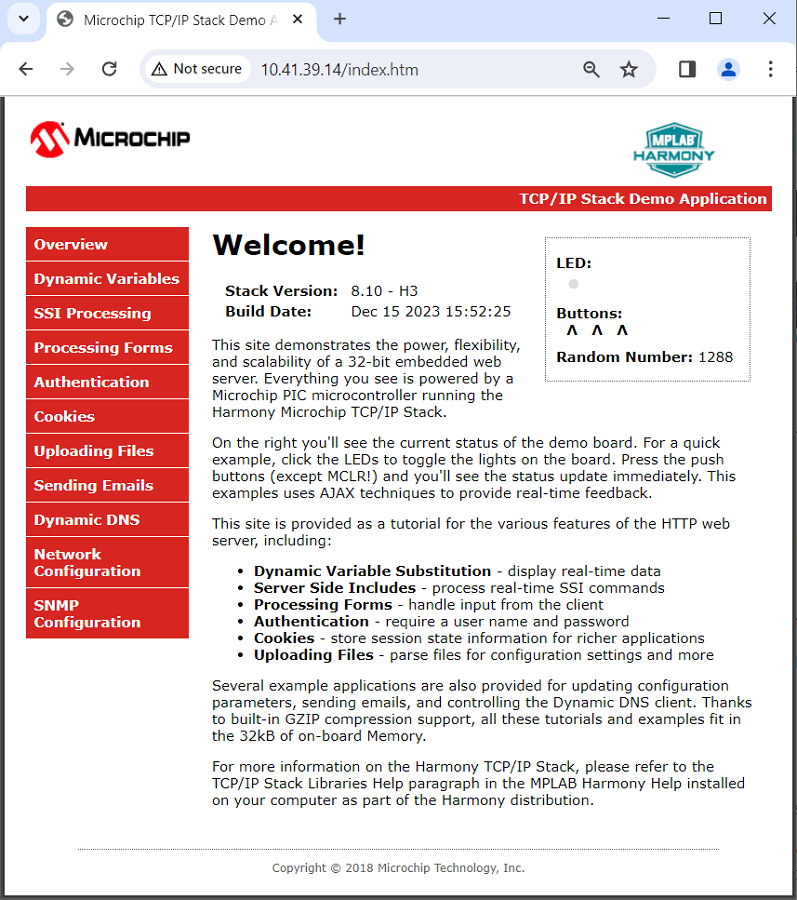 Microchip TCP/IP Stack Demo A
Not secure
10.41.39.14/index.htm
MICROCHIP
MPLAB
HARMONY
TCP/IP Stack Demo Application
Overview
Dynamic Variables
SSI Processing
Processing Forms
Authentication
Cookies
Uploading Files
Sending Emails
Dynamic DNS
Network
Configuration
SNMP
Configuration
Welcome!
Stack Version: 8.10 - H3
Build Date: Dec 15 2023 15:52:25
LED:
Buttons:
Λ Λ Λ
Random Number: 1288
This site demonstrates the power, flexibility,
and scalability of a 32-bit embedded web
server. Everything you see is powered by a
Microchip PIC microcontroller running the
Harmony Microchip TCP/IP Stack.
On the right you'll see the current status of the demo board. For a quick
example, click the LEDs to toggle the lights on the board. Press the push
buttons (except MCLR!) and you'll see the status update immediately. This
examples uses AJAX techniques to provide real-time feedback.
This site is provided as a tutorial for the various features of the HTTP web
server, including:
• Dynamic Variable Substitution - display real-time data
• Server Side Includes - process real-time SSI commands
• Processing Forms - handle input from the client
• Authentication - require a user name and password
• Cookies - store session state information for richer applications
• Uploading Files - parse files for configuration settings and more
Several example applications are also provided for updating configuration
parameters, sending emails, and controlling the Dynamic DNS client. Thanks
to built-in GZIP compression support, all these tutorials and examples fit in
the 32kB of on-board Memory.
For more information on the Harmony TCP/IP Stack, please refer to the
TCP/IP Stack Libraries Help paragraph in the MPLAB Harmony Help installed
on your computer as part of the Harmony distribution.
Copyright © 2018 Microchip Technology, Inc.